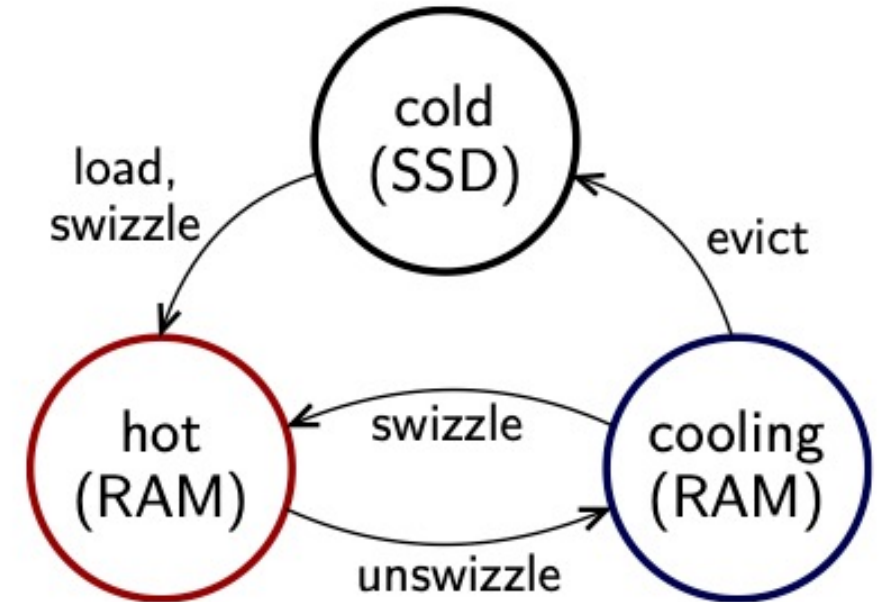 cold
(SSD)
load,
swizzle
evict
hot
(RAM)
swizzle
cooling
(RAM)
unswizzle